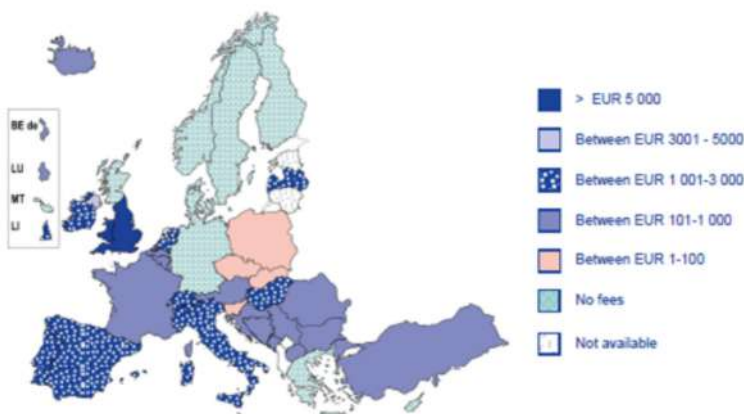 BE de
LU
MT
LI
> EUR 5 000
Between EUR 3001 - 5000
Between EUR 1 001-3 000
Between EUR 101-1 000
Between EUR 1-100
No fees
Not available